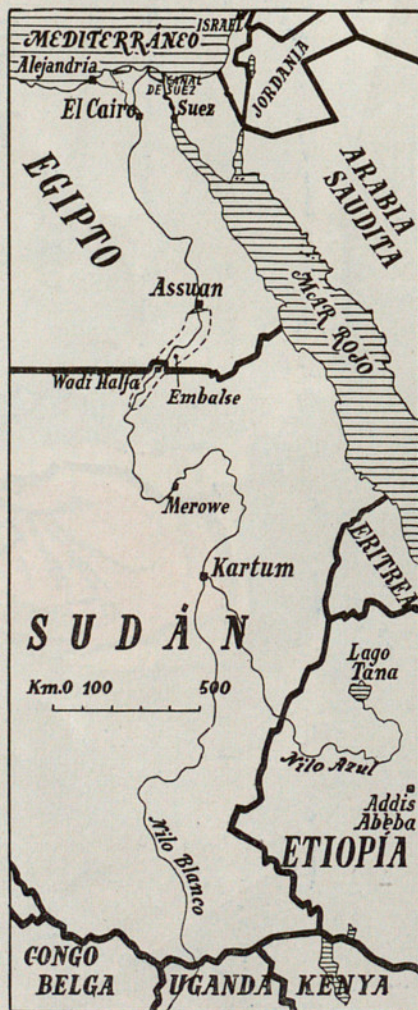 MEDITERRÁNEO
ISRAEL
JORDANIA
Alejandría
CANAL
DE SUEZ
El Cairo
Suez
EGIPTO
ARABIA
SAUDITA
MAR ROJO
Assuan
Wadi Halfa
Embalse
Merowe
Kartum
ERITREA
SUDÁN
Lago
Tana
Km.0 100 500
Nilo Azul
Addis
Abeba
Nilo Blanco
ETIOPÍA
CONGO
BELGA
UGANDA
KENYA